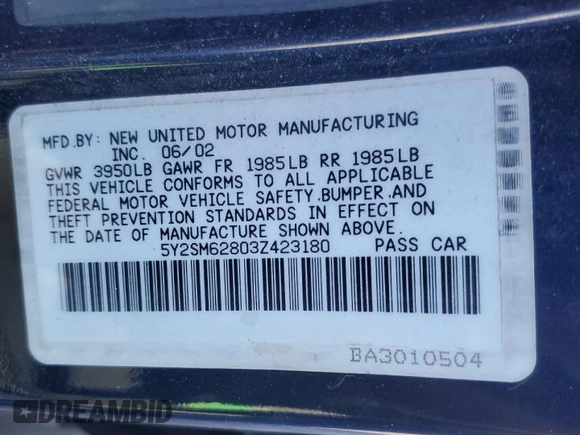 MFD.BY: NEW UNITED MOTOR MANUFACTURING
INC. 06/02
GVWR 3950LB GAWR FR 1985LB RR 1985LB
THIS VEHICLE CONFORMS TO ALL APPLICABLE
FEDERAL MOTOR VEHICLE SAFETY.BUMPER.AND
THEFT PREVENTION STANDARDS IN EFFECT ON
THE DATE OF MANUFACTURE SHOWN ABOVE.
5Y2SM62803Z423180 PASS CAR
BA3010504
DREAMBID